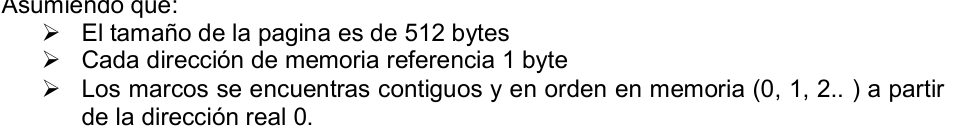 Asumiendo que:
➢ El tamaño de la pagina es de 512 bytes
➢ Cada dirección de memoria referencia 1 byte
➢ Los marcos se encuentras contiguos y en orden en memoria (0, 1, 2.. ) a partir
de la dirección real 0.